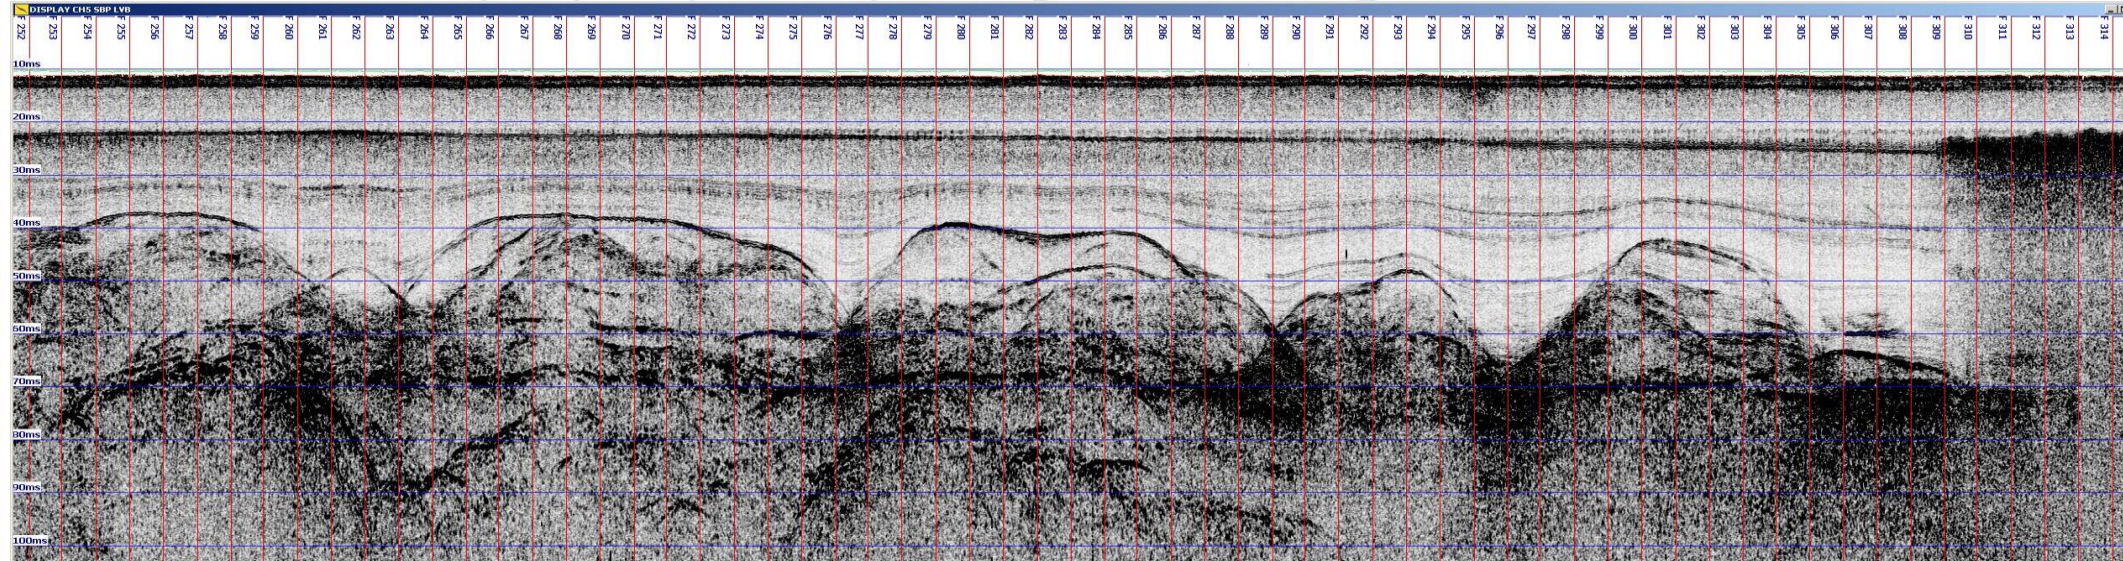 DISPLAY CH5 SBP LVB
F 252
F 253
F 254
F 255
F 256
F 257
F 258
F 259
F 260
F 261
F 262
F 263
F 264
F 265
F 266
F 267
F 268
F 269
F 270
F 271
F 272
F 273
F 274
F 275
F 276
F 277
F 278
F 279
F 280
F 281
F 282
F 283
F 284
F 285
F 286
F 287
F 288
F 289
F 290
F 291
F 292
F 293
F 294
F 295
F 296
F 297
F 298
F 299
F 300
F 301
F 302
F 303
F 304
F 305
F 306
F 307
F 308
F 309
F 310
F 311
F 312
F 313
F 314
10ms
20ms
30ms
40ms
50ms
60ms
70ms
80ms
90ms
100ms